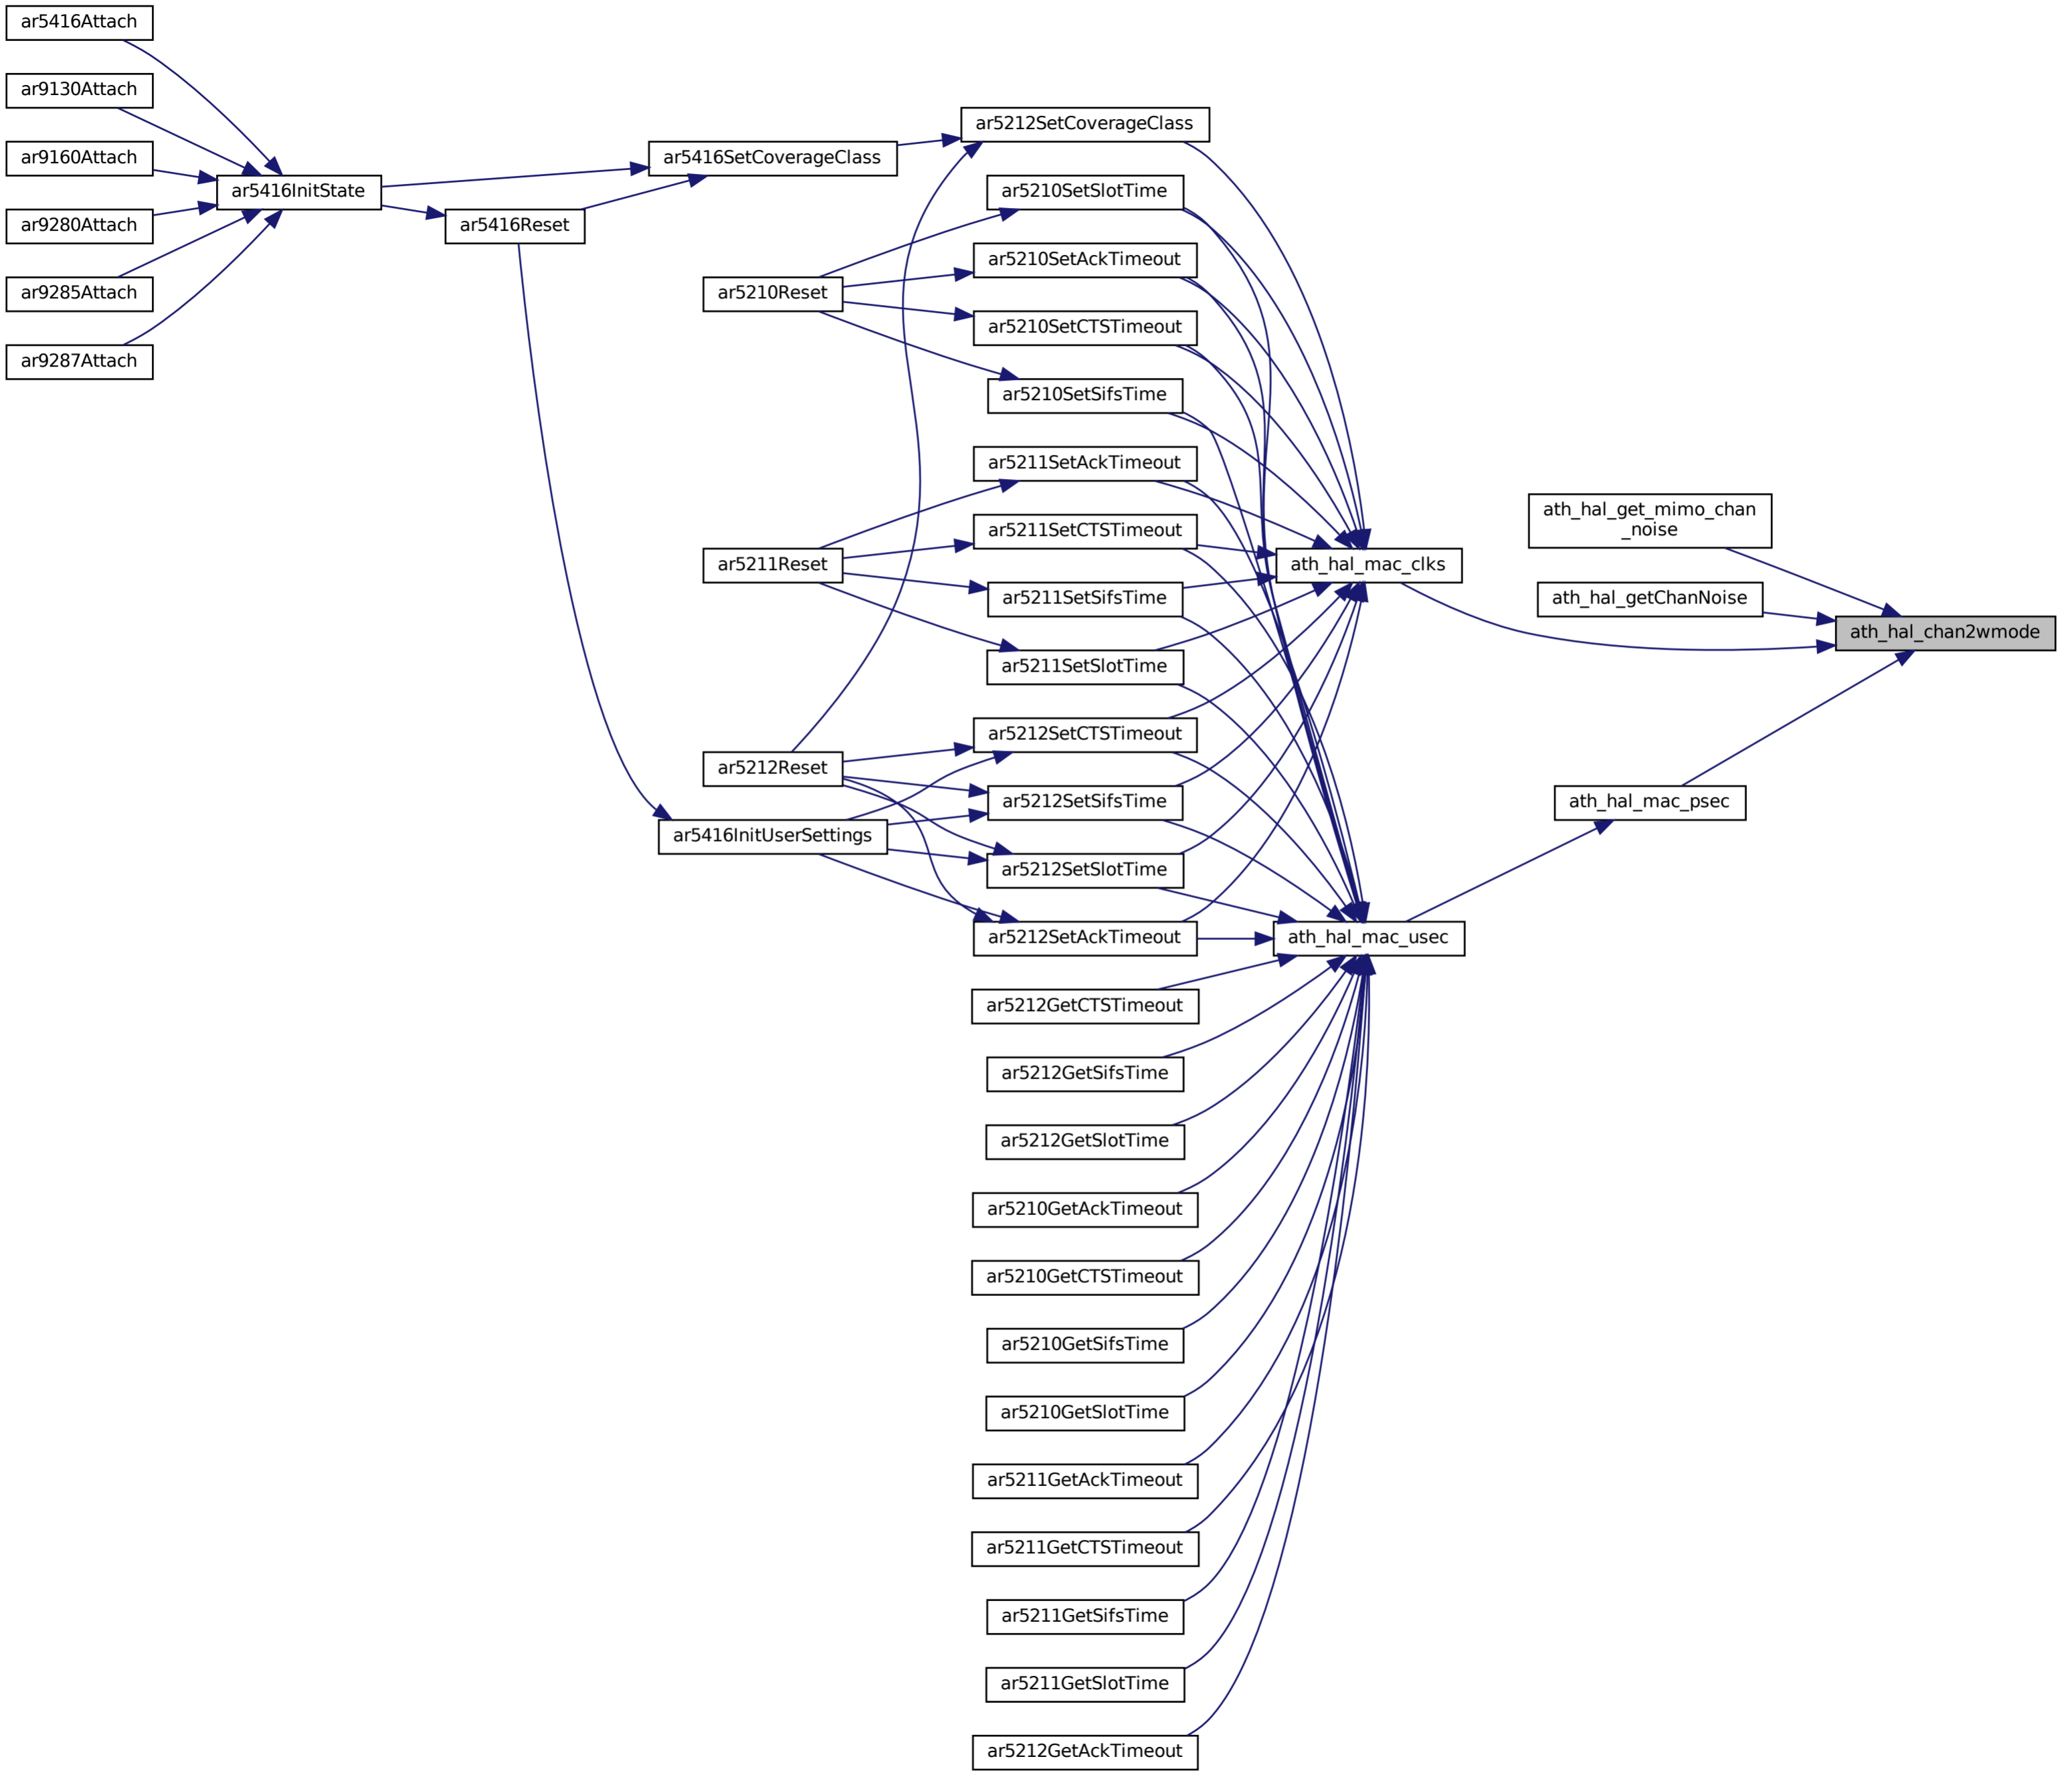 ar5416Attach
ar9130Attach
ar9160Attach
ar9280Attach
ar9285Attach
ar9287Attach
ar5416InitState
ar5416Reset
ar5416SetCoverageClass
ar5210Reset
ar5211Reset
ar5212Reset
ar5416InitUserSettings
ar5212SetCoverageClass
ar5210SetSlotTime
ar5210SetAckTimeout
ar5210SetCTSTimeout
ar5210SetSifsTime
ar5211SetAckTimeout
ar5211SetCTSTimeout
ar5211SetSifsTime
ar5211SetSlotTime
ar5212SetCTSTimeout
ar5212SetSifsTime
ar5212SetSlotTime
ar5212SetAckTimeout
ar5212GetCTSTimeout
ar5212GetSifsTime
ar5212GetSlotTime
ar5210GetAckTimeout
ar5210GetCTSTimeout
ar5210GetSifsTime
ar5210GetSlotTime
ar5211GetAckTimeout
ar5211GetCTSTimeout
ar5211GetSifsTime
ar5211GetSlotTime
ar5212GetAckTimeout
ath_hal_mac_clks
ath_hal_mac_usec
ath_hal_get_mimo_chan
_noise
ath_hal_getChanNoise
ath_hal_mac_psec
ath_hal_chan2wmode